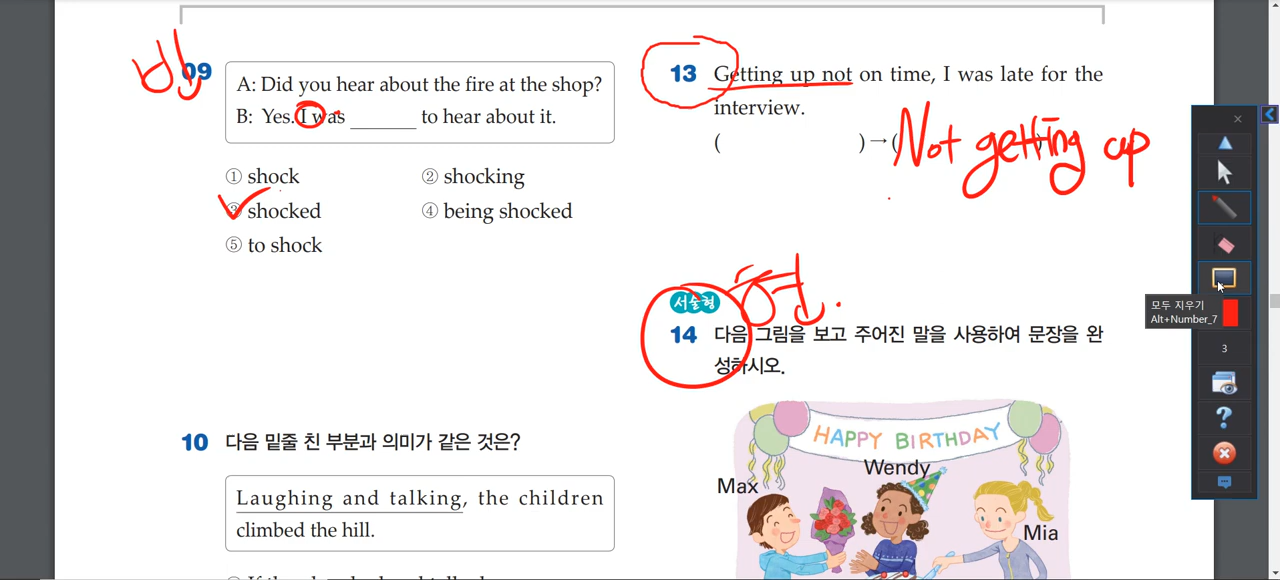 09
A: Did you hear about the fire at the shop?
B: Yes. I was ______ to hear about it.
① shock ② shocking
③ shocked ④ being shocked
⑤ to shock
10 다음 밑줄 친 부분과 의미가 같은 것은?
Laughing and talking, the children
climbed the hill.
13 Getting up not on time, I was late for the
interview.
( ) → (
Not getting up
서술형
14 다음 그림을 보고 주어진 말을 사용하여 문장을 완
성하시오.
HAPPY BIRTHDAY
Wendy
Max
Mia
모두 지우기
Alt+Number_7
3